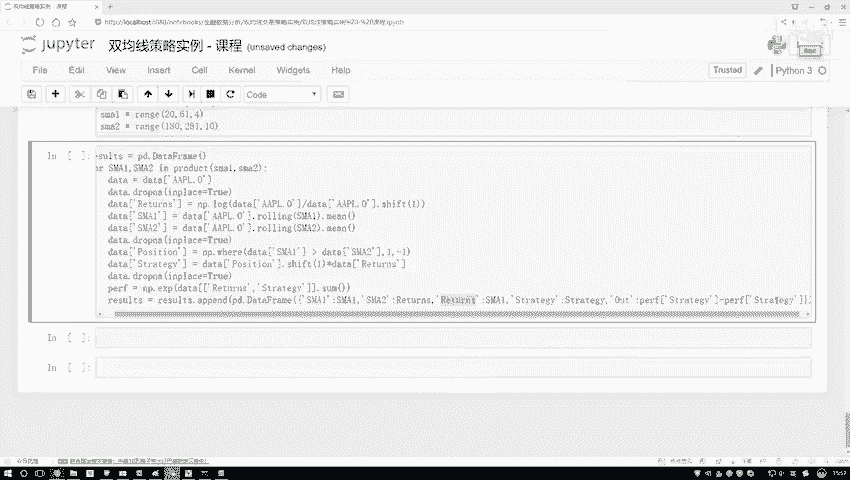 双均线策略实例 - 课程
jupyter 双均线策略实例 - 课程 (unsaved changes)
File Edit View Insert Cell Kernel Widgets Help
Trusted Python 3
Code
sma1 = range(20,61,4)
sma2 = range(180,281,10)
In [ ]: esults = pd.DataFrame()
or SMA1,SMA2 in product(sma1,sma2):
data = data['AAPL.O']
data.dropna(inplace=True)
data['Returns'] = np.log(data['AAPL.O']/data['AAPL.O'].shift(1))
data['SMA1'] = data['AAPL.O'].rolling(SMA1).mean()
data['SMA2'] = data['AAPL.O'].rolling(SMA2).mean()
data.dropna(inplace=True)
data['Position'] = np.where(data['SMA1'] > data['SMA2'],1,-1)
data['Strategy'] = data['Position'].shift(1)*data['Returns']
data.dropna(inplace=True)
perf = np.exp(data[['Returns','Strategy']].sum())
results = results.append(pd.DataFrame({'SMA1':SMA1,'SMA2':Returns,'Returns':SMA1,'Strategy':Strategy,'Out':perf['Strategy']-perf['Strategy']},
In [ ]:
In [ ]: